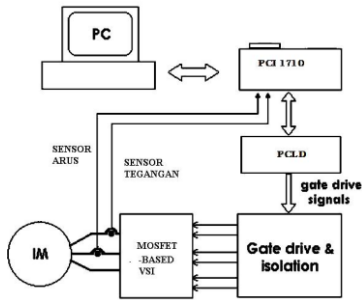 PC
PCI 1710
SENSOR
ARUS
SENSOR
TEGANGAN
PCLD
gate drive
signals
IM
MOSFET
-BASED
VSI
Gate drive &
isolation